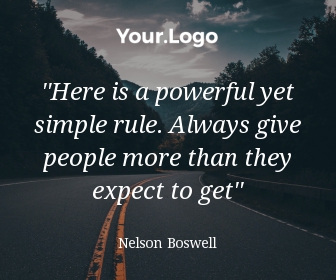 Your.Logo
"Here is a powerful yet
simple rule. Always give
people more than they
expect to get"
Nelson Boswell